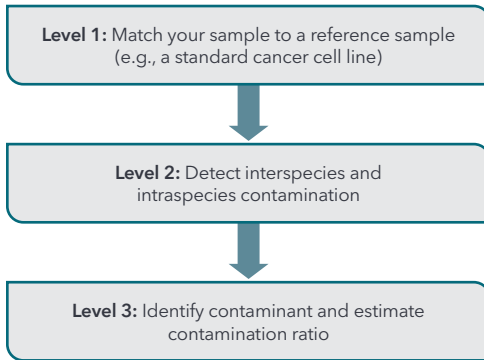 Level 1: Match your sample to a reference sample
(e.g., a standard cancer cell line)
Level 2: Detect interspecies and
intraspecies contamination
Level 3: Identify contaminant and estimate
contamination ratio